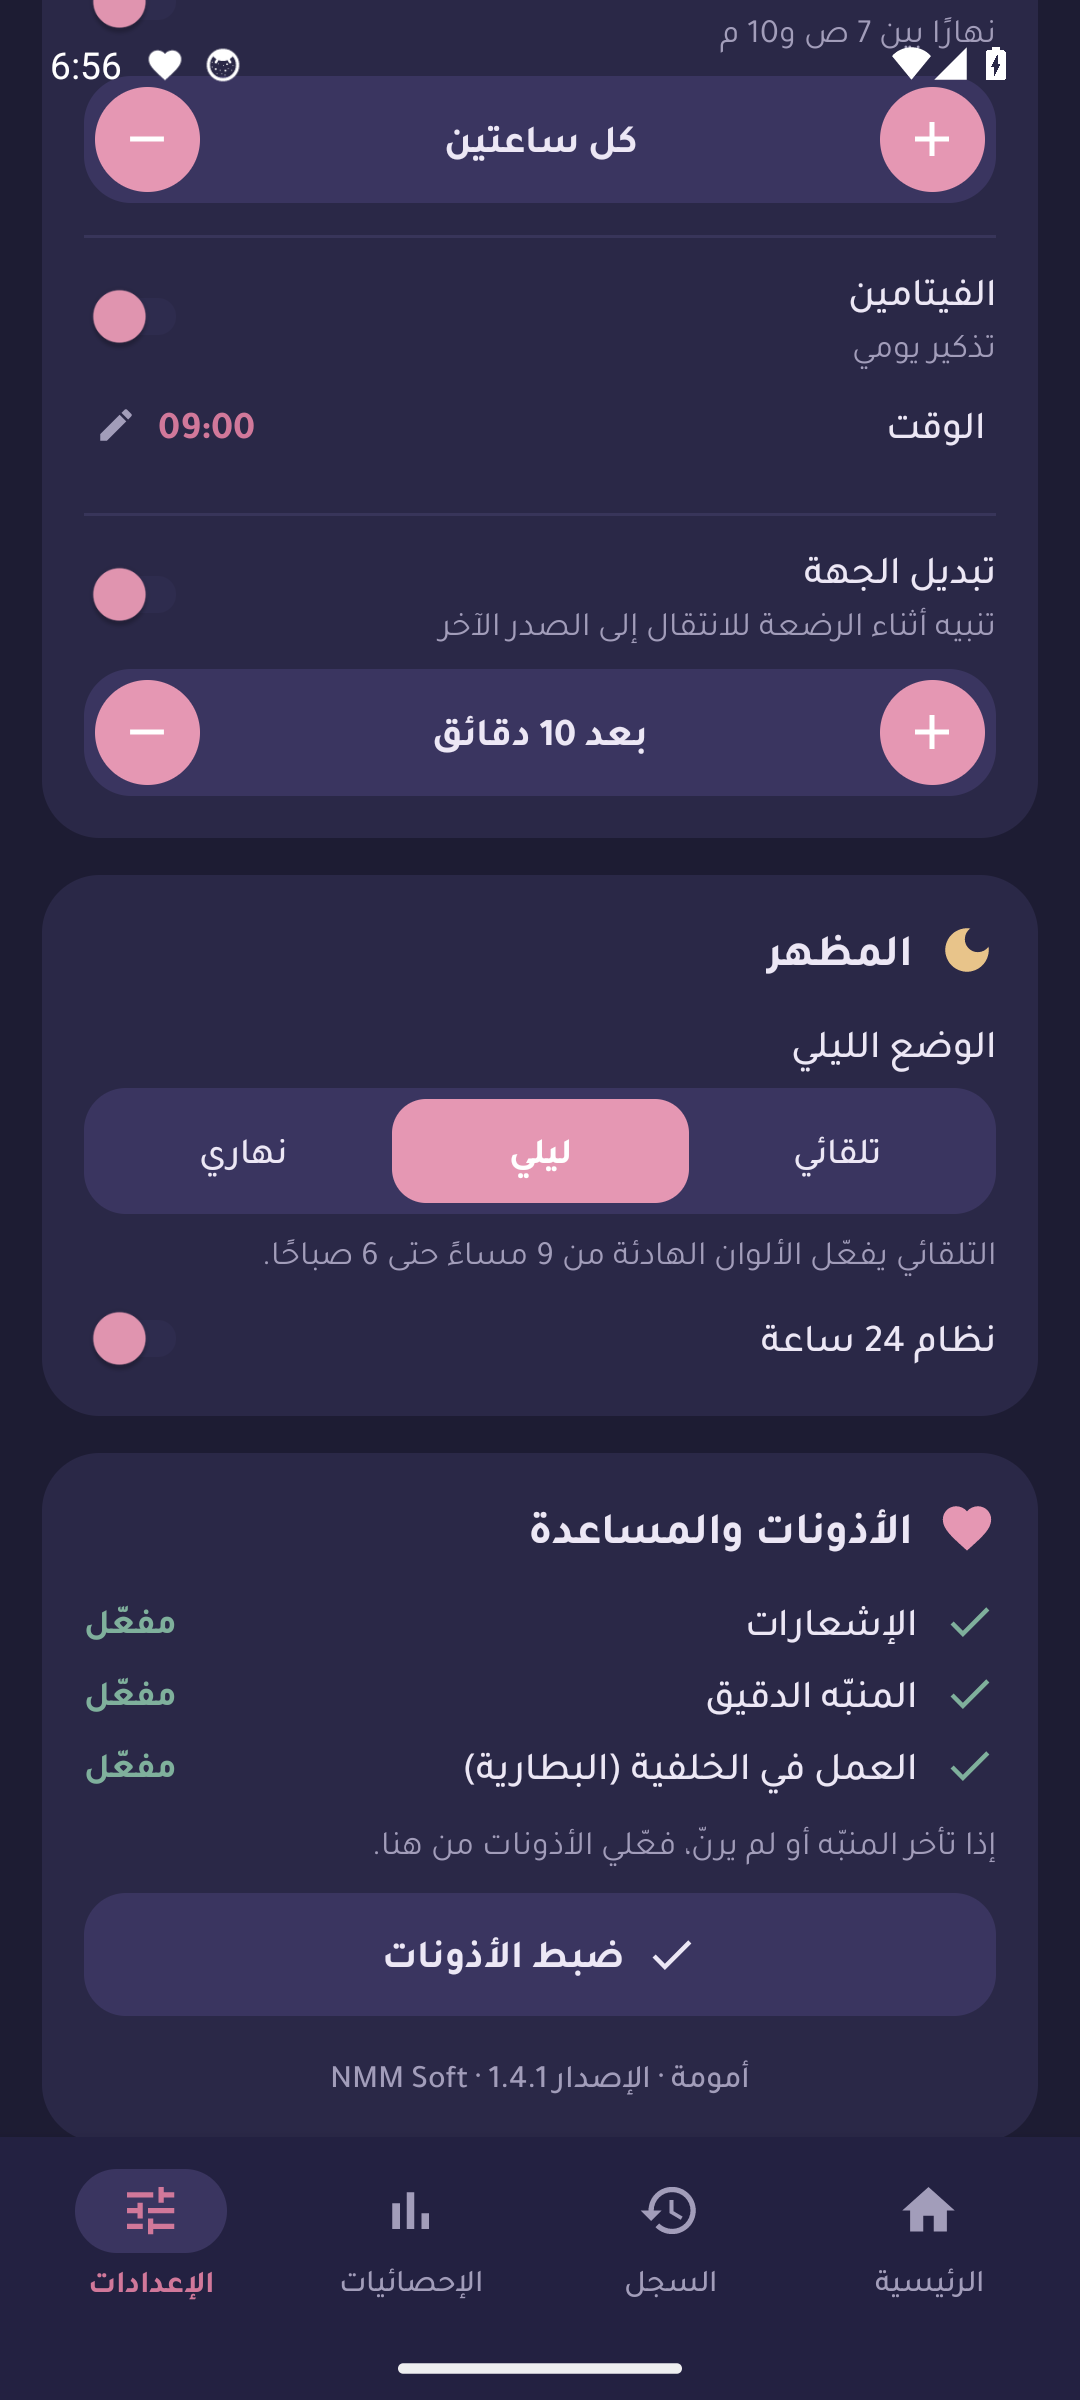 نهارًا بين 7 ص و10 م
6:56
كل ساعتين
الفيتامين
تذكير يومي
الوقت 09:00
تبديل الجهة
تنبيه أثناء الرضعة للانتقال إلى الصدر الآخر
بعد 10 دقائق
المظهر
الوضع الليلي
تلقائي ليلي نهاري
التلقائي يفعّل الألوان الهادئة من 9 مساءً حتى 6 صباحًا.
نظام 24 ساعة
الأذونات والمساعدة
الإشعارات مفعّل
المنبّه الدقيق مفعّل
العمل في الخلفية (البطارية) مفعّل
إذا تأخر المنبّه أو لم يرنّ، فعّلي الأذونات من هنا.
ضبط الأذونات
أمومة · الإصدار 1.4.1 · NMM Soft
الرئيسية السجل الإحصائيات الإعدادات